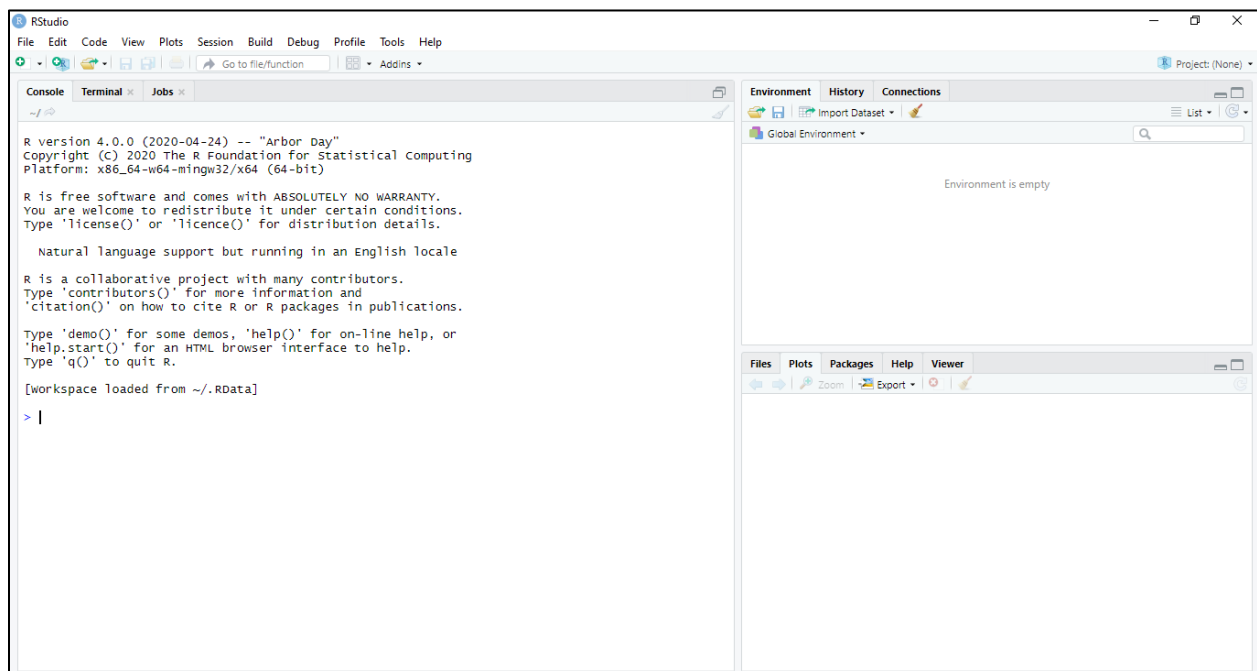 RStudio
File Edit Code View Plots Session Build Debug Profile Tools Help
Go to file/function Addins Project: (None)
Console Terminal Jobs
~/
R version 4.0.0 (2020-04-24) -- "Arbor Day"
Copyright (C) 2020 The R Foundation for Statistical Computing
Platform: x86_64-w64-mingw32/x64 (64-bit)
R is free software and comes with ABSOLUTELY NO WARRANTY.
You are welcome to redistribute it under certain conditions.
Type 'license()' or 'licence()' for distribution details.
Natural language support but running in an English locale
R is a collaborative project with many contributors.
Type 'contributors()' for more information and
'citation()' on how to cite R or R packages in publications.
Type 'demo()' for some demos, 'help()' for on-line help, or
'help.start()' for an HTML browser interface to help.
Type 'q()' to quit R.
[Workspace loaded from ~/.RData]
>
Environment History Connections
Import Dataset List
Global Environment
Environment is empty
Files Plots Packages Help Viewer
Zoom Export